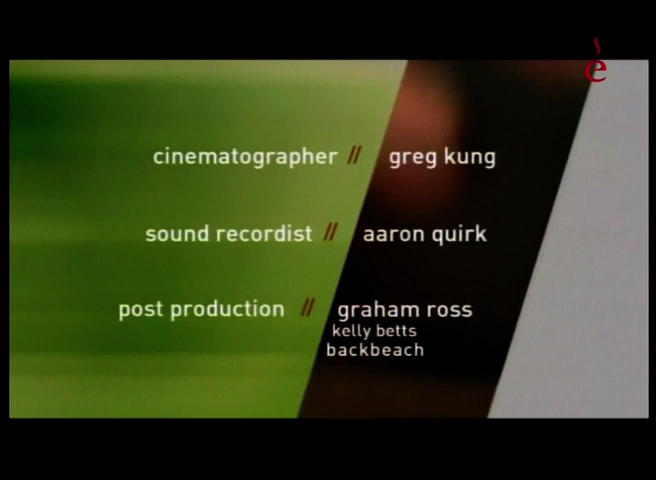 é
cinematographer // greg kung
sound recordist // aaron quirk
post production // graham ross
kelly betts
backbeach